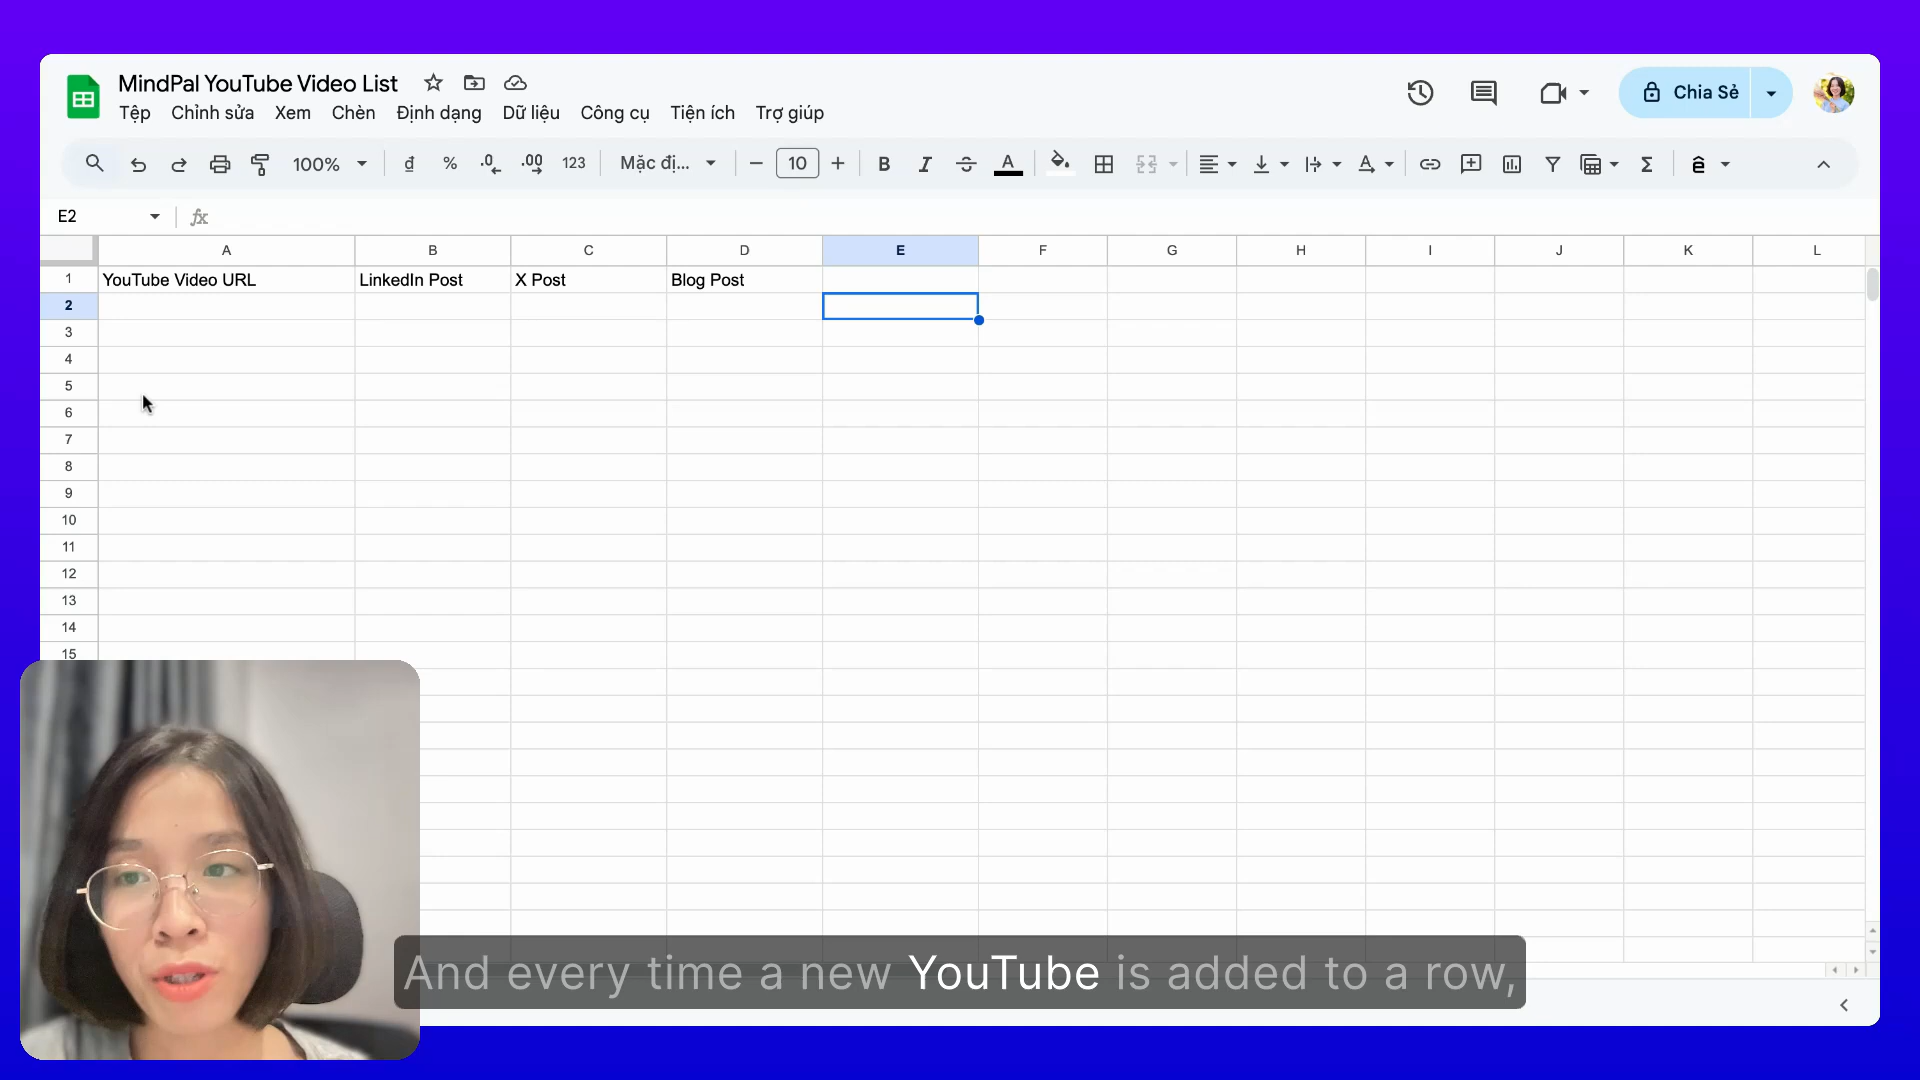 MindPal YouTube Video List
Tệp Chỉnh sửa Xem Chèn Định dạng Dữ liệu Công cụ Tiện ích Trợ giúp
Chia Sẻ
100% đ % .0 .00 123 Mặc đị... 10 B I A Σ ê
E2 fx
A B C D E F G H I J K L
1 YouTube Video URL LinkedIn Post X Post Blog Post
2
3
4
5
6
7
8
9
10
11
12
13
14
15
And every time a new YouTube is added to a row,